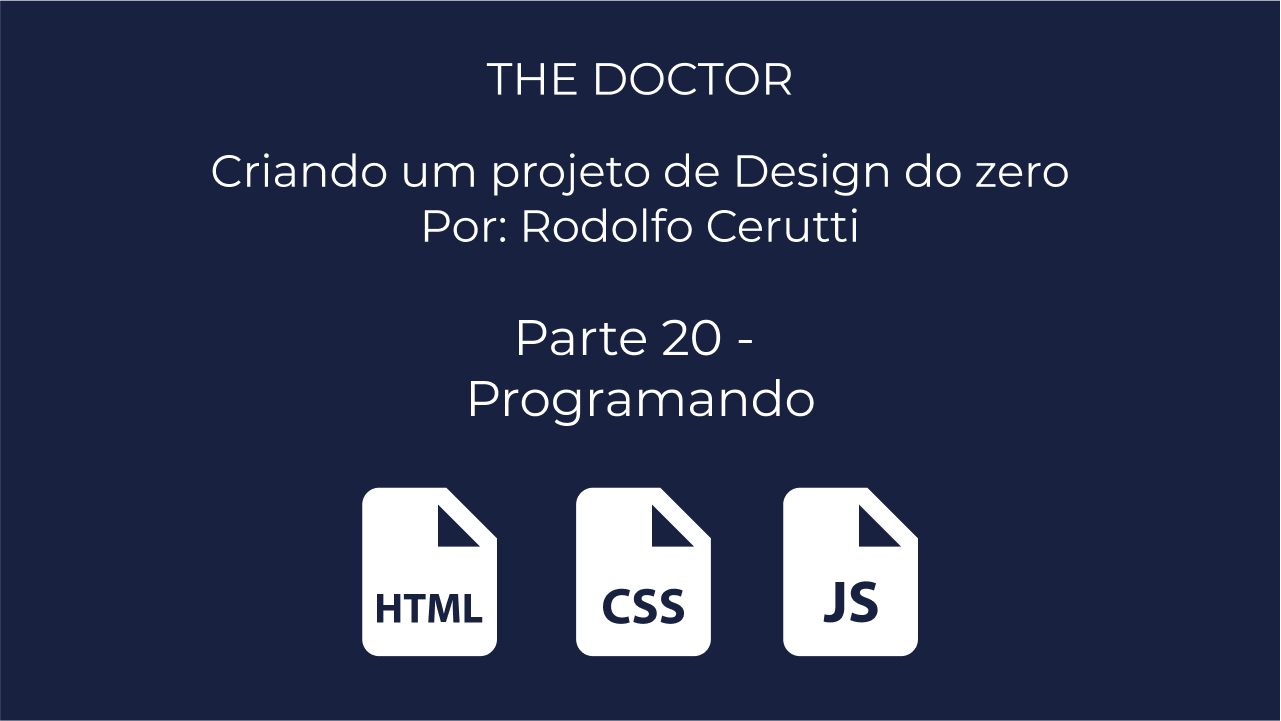 THE DOCTOR
Criando um projeto de Design do zero
Por: Rodolfo Cerutti
Parte 20 -
Programando
HTML
CSS
JS